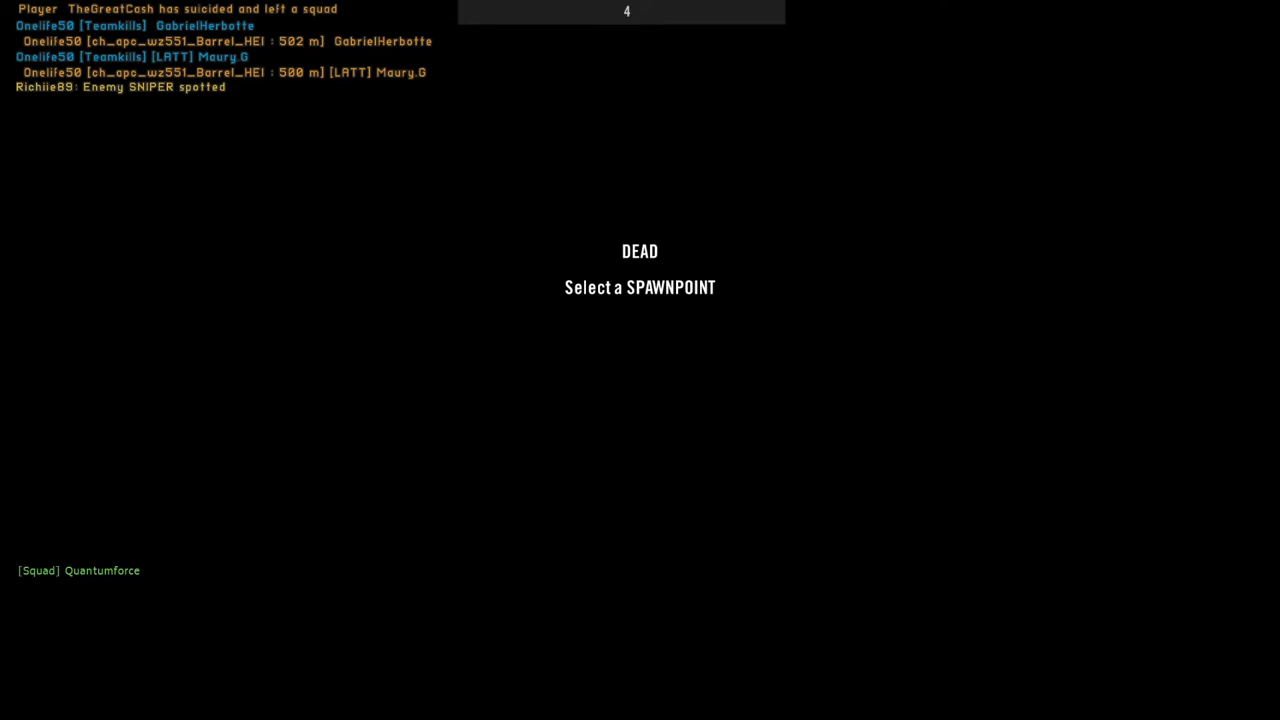 Player TheGreatCash has suicided and left a squad
4
Onelife50 [Teamkills] GabrielHerbotte
Onelife50 [ch_apc_wz551_Barrel_HEI : 502 m] GabrielHerbotte
Onelife50 [Teamkills] [LATT] Maury.G
Onelife50 [ch_apc_wz551_Barrel_HEI : 500 m] [LATT] Maury.G
Richiie89: Enemy SNIPER spotted
DEAD
Select a SPAWNPOINT
[Squad] Quantumforce